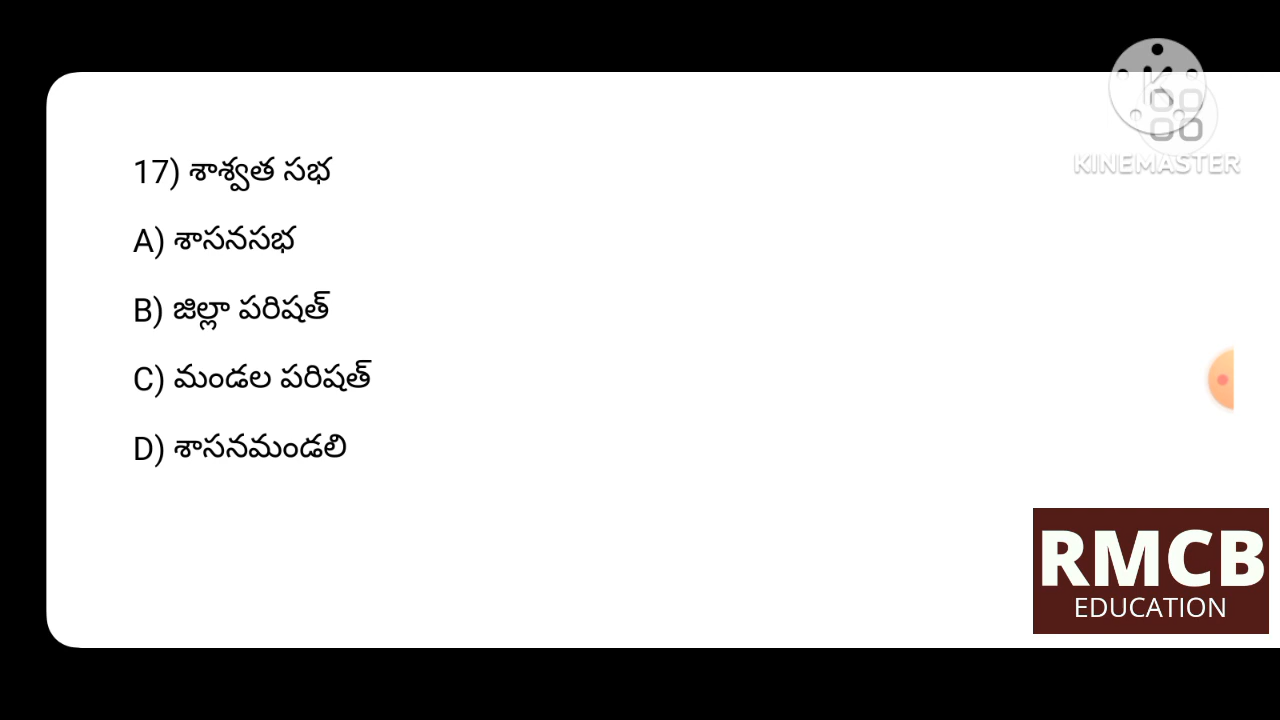 17) శాశ్వత సభ
A) శాసనసభ
B) జిల్లా పరిషత్
C) మండల పరిషత్
D) శాసనమండలి
KINEMASTER
RMCB
EDUCATION